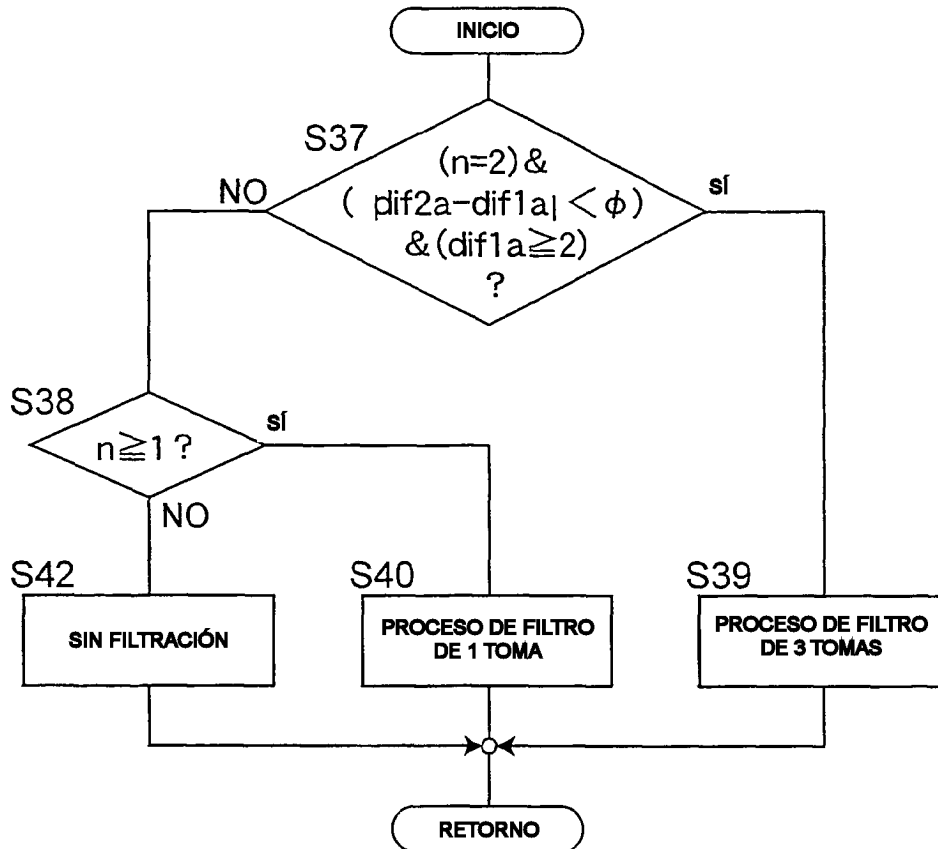 INICIO
S37
(n=2)&
( |dif2a-dif1a| <ϕ)
&(dif1a≧2)
?
NO
sí
S38
n≧1?
sí
NO
S42
SIN FILTRACIÓN
S40
PROCESO DE FILTRO
DE 1 TOMA
S39
PROCESO DE FILTRO
DE 3 TOMAS
RETORNO